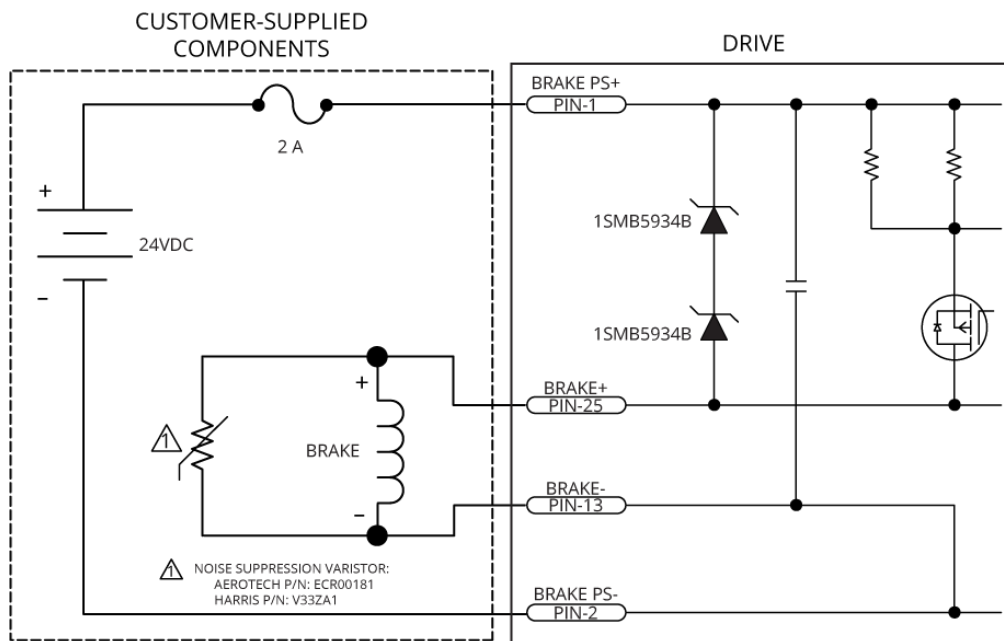 CUSTOMER-SUPPLIED
COMPONENTS
DRIVE
BRAKE PS+
PIN-1
2 A
+
24VDC
−
1SMB5934B
1SMB5934B
BRAKE+
PIN-25
+
1
BRAKE
−
BRAKE-
PIN-13
1 NOISE SUPPRESSION VARISTOR:
AEROTECH P/N: ECR00181
HARRIS P/N: V33ZA1
BRAKE PS-
PIN-2